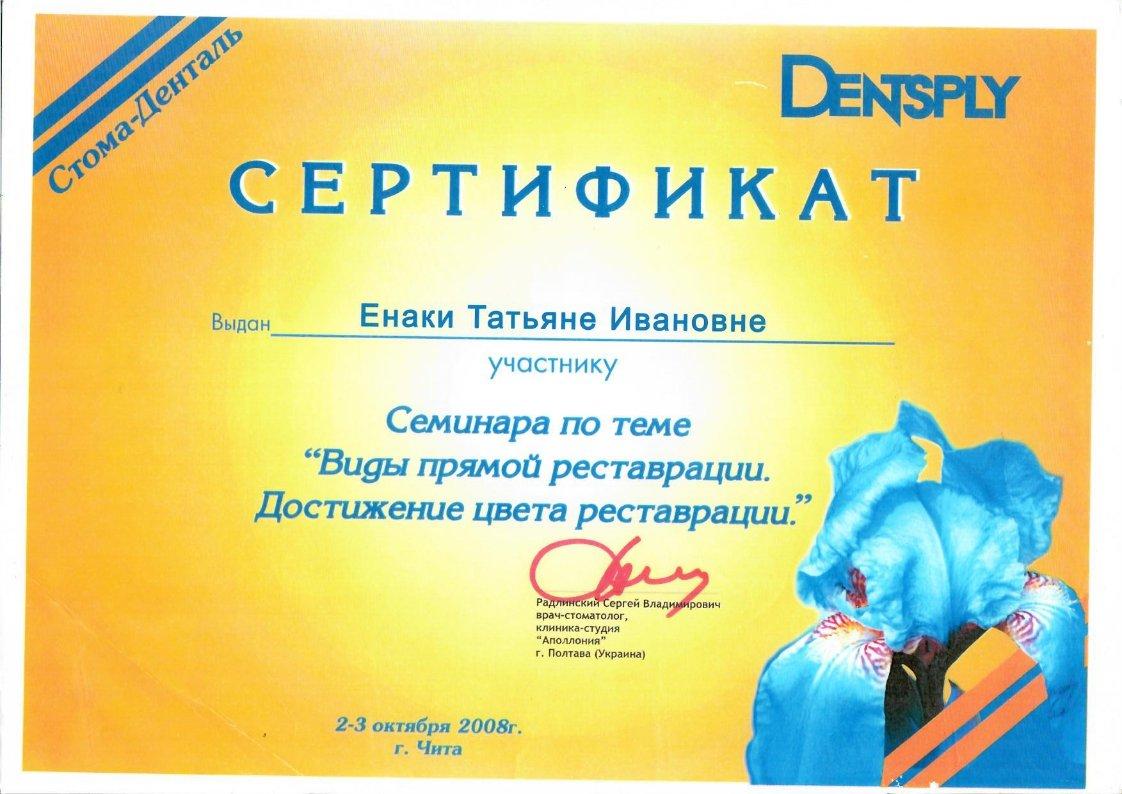 Стома-Денталь
DENTSPLY
СЕРТИФИКАТ
Выдан Енаки Татьяне Ивановне
участнику
Семинара по теме
“Виды прямой реставрации.
Достижение цвета реставрации.”
Радлинский Сергей Владимирович
врач-стоматолог,
клиника-студия
“Аполлония”
г. Полтава (Украина)
2-3 октября 2008г.
г. Чита